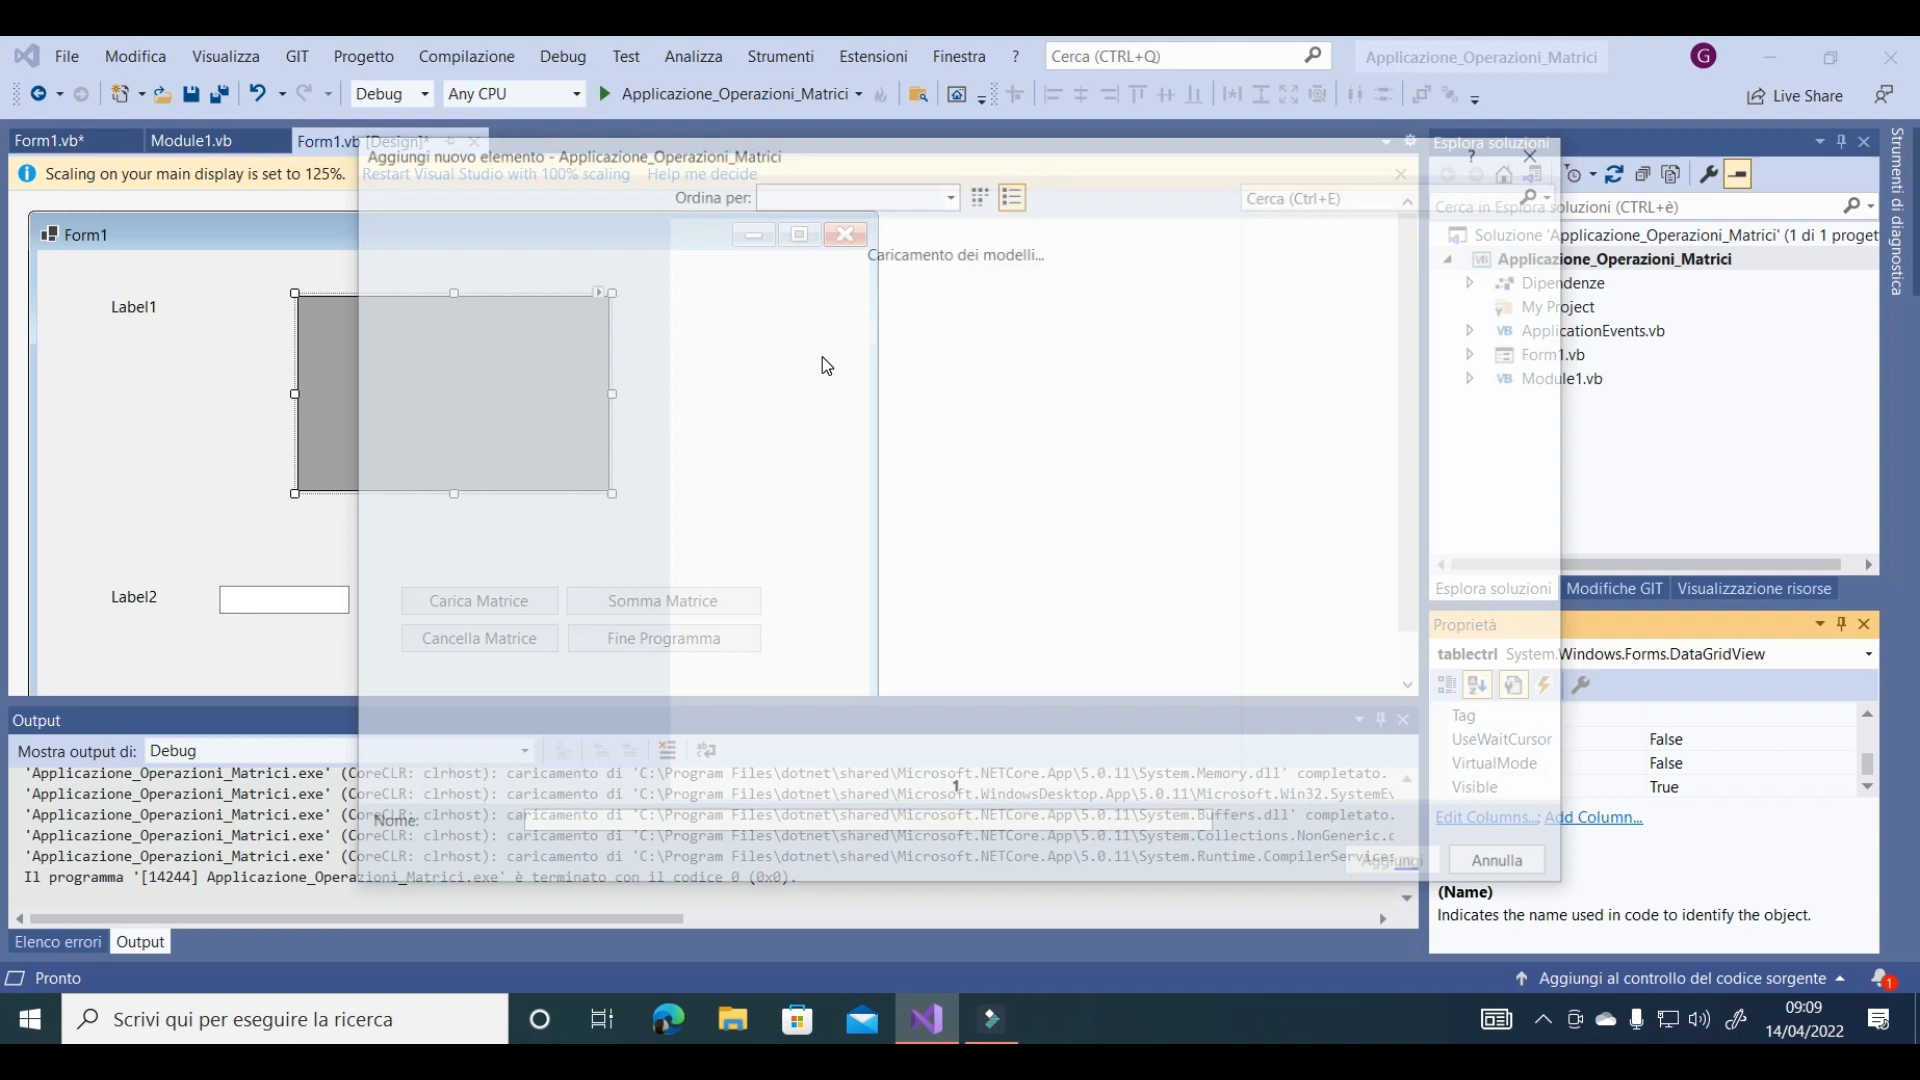 File Modifica Visualizza GIT Progetto Compilazione Debug Test Analizza Strumenti Estensioni Finestra ? Cerca (CTRL+Q) Applicazione_Operazioni_Matrici G
Debug Any CPU Applicazione_Operazioni_Matrici Live Share
Form1.vb* Module1.vb Form1.vb [Design]*
Aggiungi nuovo elemento - Applicazione_Operazioni_Matrici
Scaling on your main display is set to 125%. Restart Visual Studio with 100% scaling Help me decide
Ordina per: Cerca (Ctrl+E)
Form1
Caricamento dei modelli...
Label1
Label2
Carica Matrice Somma Matrice
Cancella Matrice Fine Programma
Esplora soluzioni
Cerca in Esplora soluzioni (CTRL+è)
Soluzione 'Applicazione_Operazioni_Matrici' (1 di 1 proget
VB Applicazione_Operazioni_Matrici
Dipendenze
My Project
VB ApplicationEvents.vb
Form1.vb
VB Module1.vb
Esplora soluzioni Modifiche GIT Visualizzazione risorse
Strumenti di diagnostica
Proprietà
tablectrl System.Windows.Forms.DataGridView
Tag
UseWaitCursor False
VirtualMode False
Visible True
Edit Columns..., Add Column...
(Name)
Indicates the name used in code to identify the object.
Output
Mostra output di: Debug
'Applicazione_Operazioni_Matrici.exe' (CoreCLR: clrhost): caricamento di 'C:\Program Files\dotnet\shared\Microsoft.NETCore.App\5.0.11\System.Memory.dll' completato.
'Applicazione_Operazioni_Matrici.exe' (CoreCLR: clrhost): caricamento di 'C:\Program Files\dotnet\shared\Microsoft.WindowsDesktop.App\5.0.11\Microsoft.Win32.SystemEv
'Applicazione_Operazioni_Matrici.exe' (CoreCLR: clrhost): caricamento di 'C:\Program Files\dotnet\shared\Microsoft.NETCore.App\5.0.11\System.Buffers.dll' completato.
'Applicazione_Operazioni_Matrici.exe' (CoreCLR: clrhost): caricamento di 'C:\Program Files\dotnet\shared\Microsoft.NETCore.App\5.0.11\System.Collections.NonGeneric.d
'Applicazione_Operazioni_Matrici.exe' (CoreCLR: clrhost): caricamento di 'C:\Program Files\dotnet\shared\Microsoft.NETCore.App\5.0.11\System.Runtime.CompilerServices
Il programma '[14244] Applicazione_Operazioni_Matrici.exe' è terminato con il codice 0 (0x0).
Nome:
Aggiungi Annulla
Elenco errori Output
Pronto Aggiungi al controllo del codice sorgente 1
Scrivi qui per eseguire la ricerca
09:09
14/04/2022